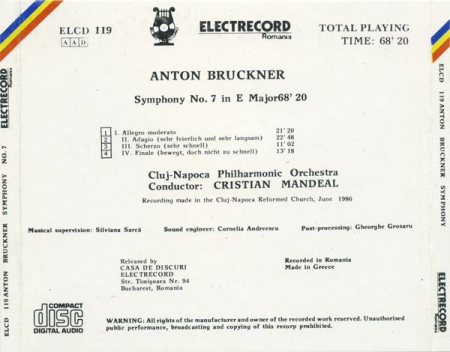 ELCD 119
AAD
ELECTRECORD
Romania
TOTAL PLAYING
TIME: 68' 20
ANTON BRUCKNER
Symphony No. 7 in E Major68' 20
1 I. Allegro moderato 21' 20
2 II. Adagio (sehr feierlich und sehr langsam) 22' 48
3 III. Scherzo (sehr schnell) 11' 02
4 IV. Finale (bewegt, doch nicht zu schnell) 13' 18
Cluj-Napoca Philharmonic Orchestra
Conductor: CRISTIAN MANDEAL
Recording made in the Cluj-Napoca Reformed Church, June 1986
Musical supervision: Silviana Sarcă
Sound engineer: Cornelia Andreescu
Post-processing: Gheorghe Grosaru
Released by
CASA DE DISCURI
ELECTRECORD
Str. Timişoara Nr. 94
Bucharest, Romania
Recorded in Romania
Made in Greece
COMPACT
disc
DIGITAL AUDIO
WARNING: All rights of the manufacturer and owner of the recorded work reserved. Unauthorised
public performance, broadcasting and copying of this recorp prohibited.
ELCD 119 ANTON BRUCKNER SYMPHONY NO. 7
ELECTRECORD
Romania
ELCD 119 ANTON BRUCKNER SYMPHONY
ELECTRECORD
Romania